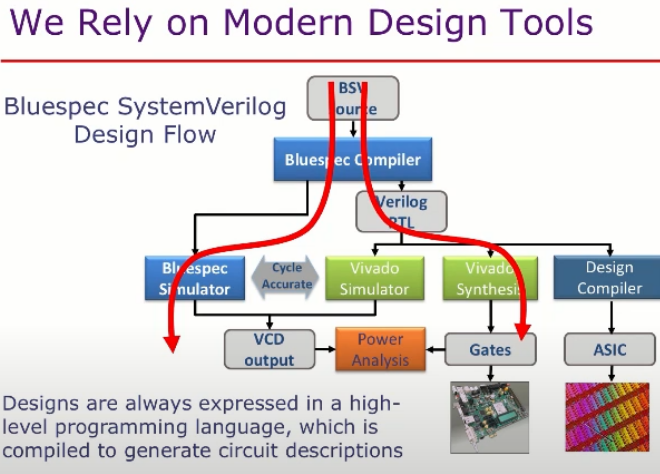 We Rely on Modern Design Tools
Bluespec SystemVerilog
Design Flow
BSV
Source
Bluespec Compiler
Verilog
RTL
Bluespec
Simulator
Cycle
Accurate
Vivado
Simulator
Vivado
Synthesis
Design
Compiler
VCD
output
Power
Analysis
Gates
ASIC
Designs are always expressed in a high-
level programming language, which is
compiled to generate circuit descriptions